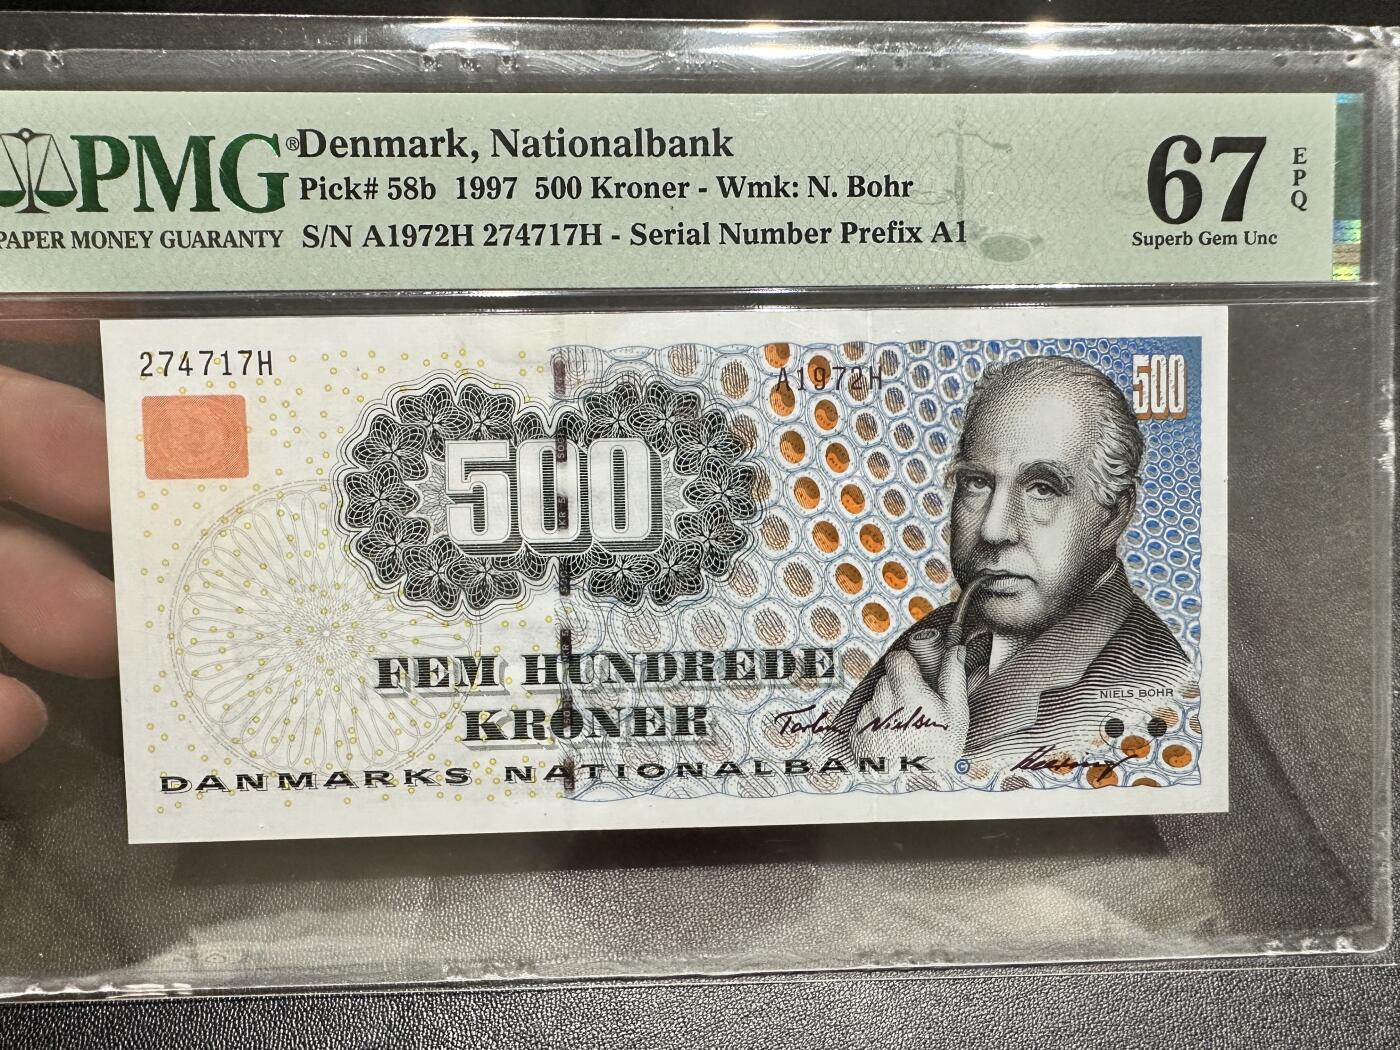 PMG®
PAPER MONEY GUARANTY
Denmark, Nationalbank
Pick# 58b 1997 500 Kroner - Wmk: N. Bohr
S/N A1972H 274717H - Serial Number Prefix A1
67
EPQ
Superb Gem Unc
274717H
A1972H
500
500
FEM HUNDREDE
KRONER
NIELS BOHR
DANMARKS NATIONALBANK